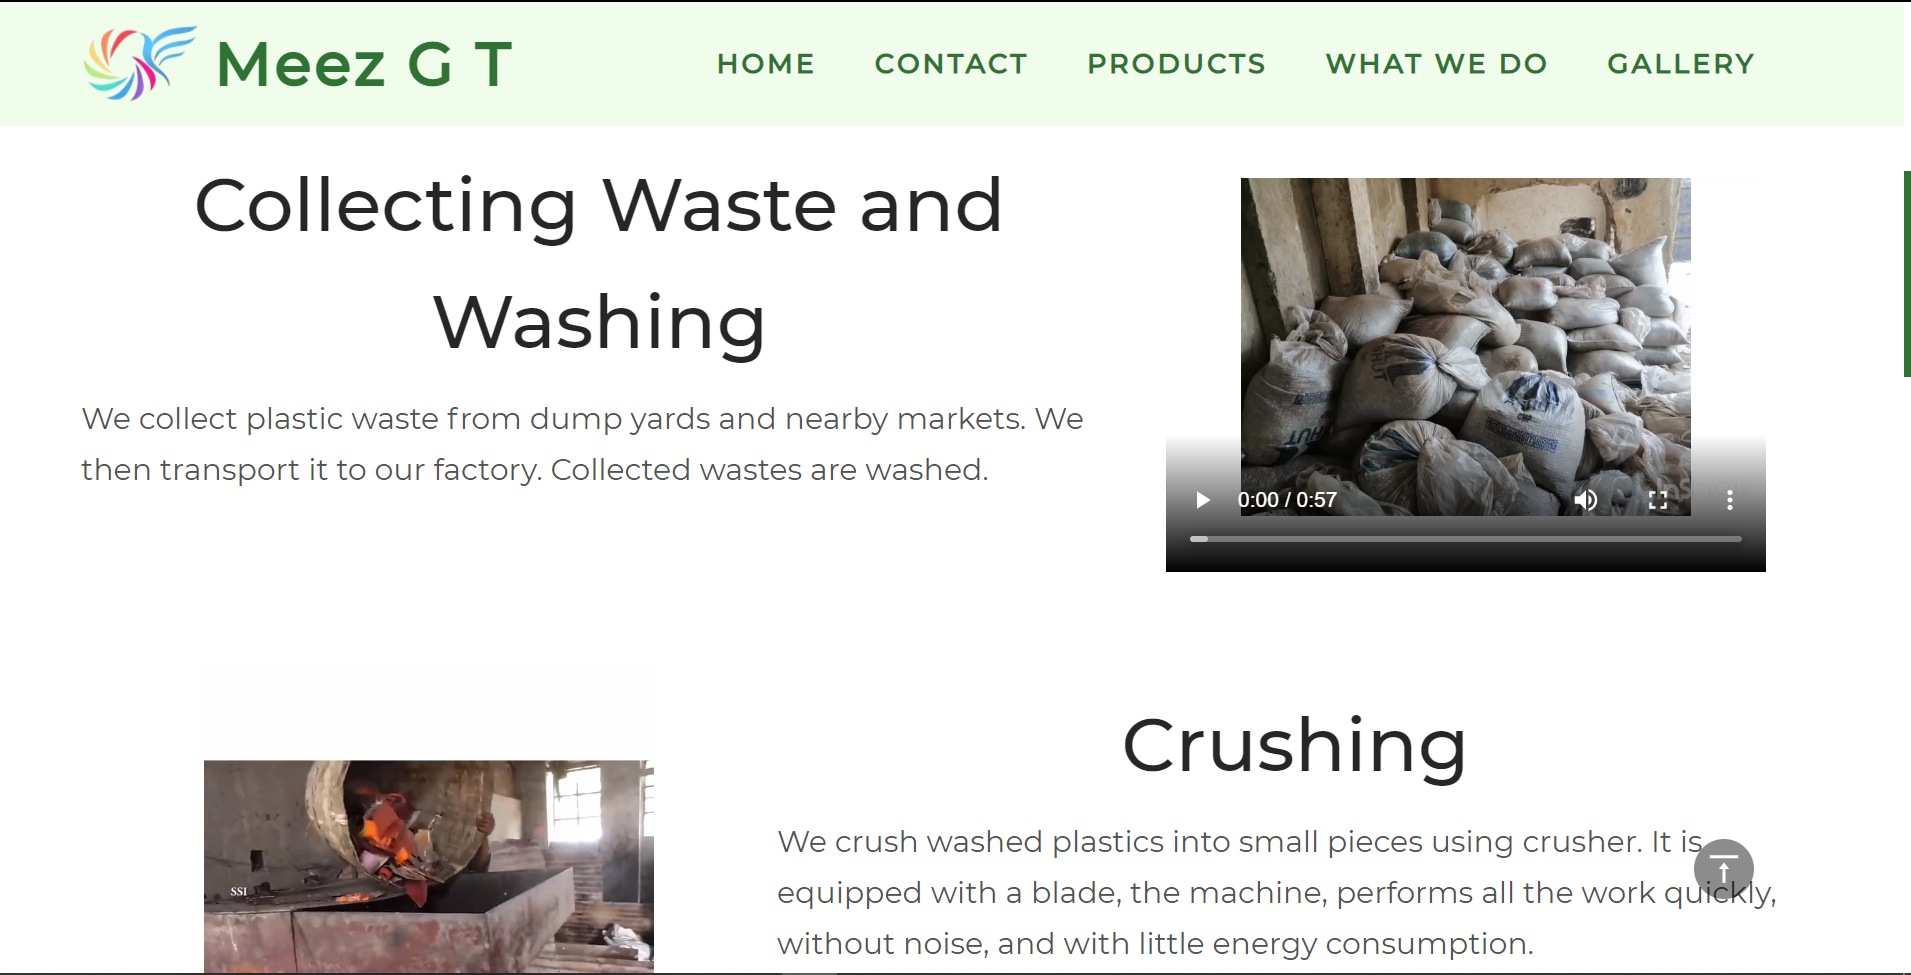 Meez G T
HOME
CONTACT
PRODUCTS
WHAT WE DO
GALLERY
Collecting Waste and
Washing
We collect plastic waste from dump yards and nearby markets. We
then transport it to our factory. Collected wastes are washed.
HUT
0:00 / 0:57
SSI
Crushing
We crush washed plastics into small pieces using crusher. It is
equipped with a blade, the machine, performs all the work quickly,
without noise, and with little energy consumption.